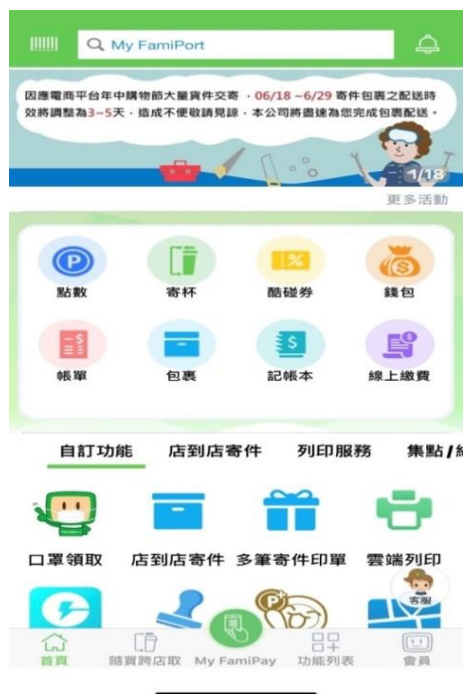 My FamiPort
因應電商平台年中購物節大量貨件交寄，06/18 ~6/29 寄件包裹之配送時
效將調整為3~5天，造成不便敬請見諒，本公司將盡速為您完成包裹配送。
1/18
更多活動
P
點數 寄杯 酷碰券 錢包
帳單 包裹 記帳本 線上繳費
自訂功能 店到店寄件 列印服務 集點/
口罩領取 店到店寄件 多筆寄件印單 雲端列印
P
客服
首頁 隨買跨店取 My FamiPay 功能列表 會員